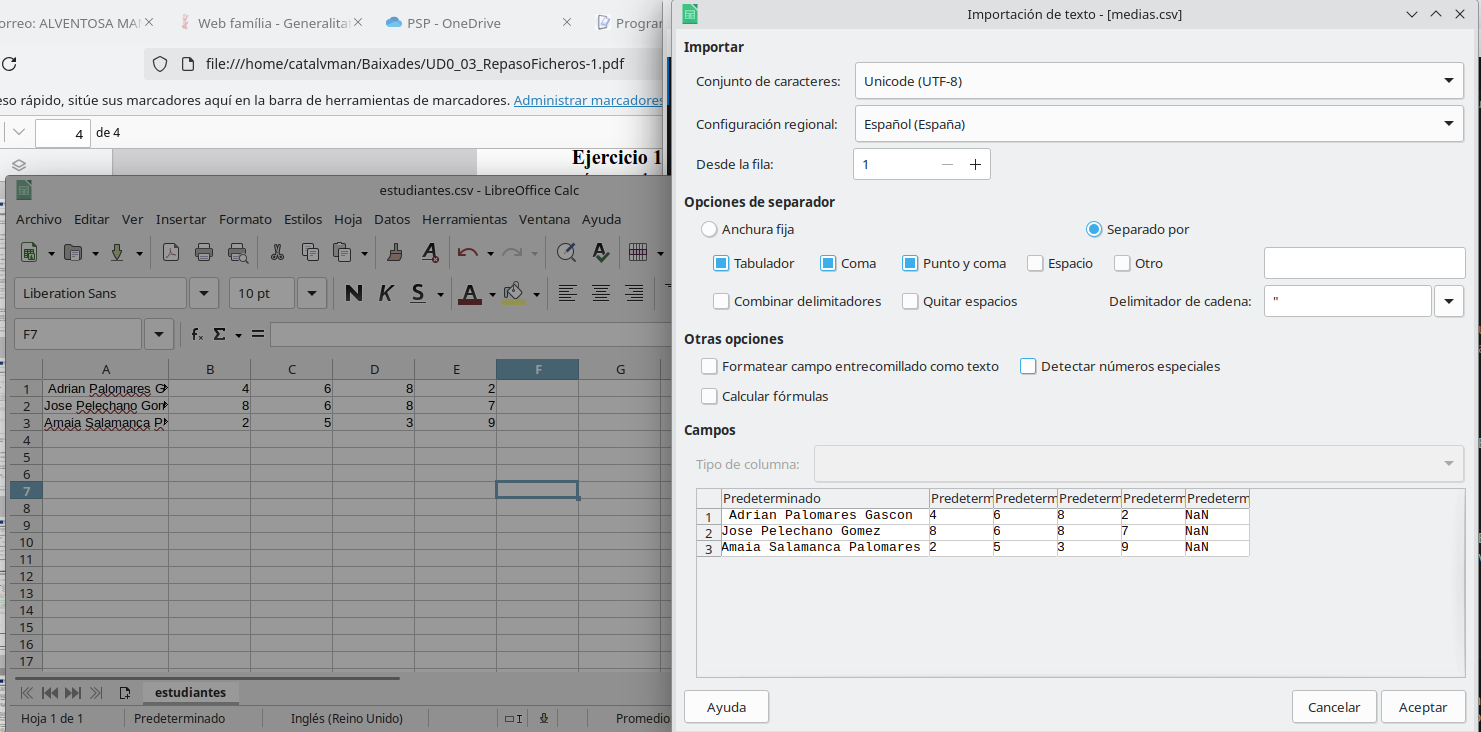 orreo: ALVENTOSA MA
Web família - Generalitat
PSP - OneDrive
Program
file:///home/catalvman/Baixades/UD0_03_RepasoFicheros-1.pdf
eso rápido, sitúe sus marcadores aquí en la barra de herramientas de marcadores. Administrar marcadores
4 de 4
Ejercicio 1
estudiantes.csv - LibreOffice Calc
Archivo Editar Ver Insertar Formato Estilos Hoja Datos Herramientas Ventana Ayuda
Liberation Sans 10 pt N K S A
F7 fx Σ =
A B C D E F G
1 Adrian Palomares G 4 6 8 2
2 Jose Pelechano Gom 8 6 8 7
3 Amaia Salamanca P 2 5 3 9
4
5
6
7
8
9
10
11
12
13
14
15
16
17
estudiantes
Hoja 1 de 1 Predeterminado Inglés (Reino Unido) Promedio
Importación de texto - [medias.csv]
Importar
Conjunto de caracteres: Unicode (UTF-8)
Configuración regional: Español (España)
Desde la fila: 1
Opciones de separador
Anchura fija Separado por
Tabulador Coma Punto y coma Espacio Otro
Combinar delimitadores Quitar espacios Delimitador de cadena: "
Otras opciones
Formatear campo entrecomillado como texto Detectar números especiales
Calcular fórmulas
Campos
Tipo de columna:
Predeterminado Predeterm Predeterm Predeterm Predeterm Predeterm
1 Adrian Palomares Gascon 4 6 8 2 NaN
2 Jose Pelechano Gomez 8 6 8 7 NaN
3 Amaia Salamanca Palomares 2 5 3 9 NaN
Ayuda Cancelar Aceptar